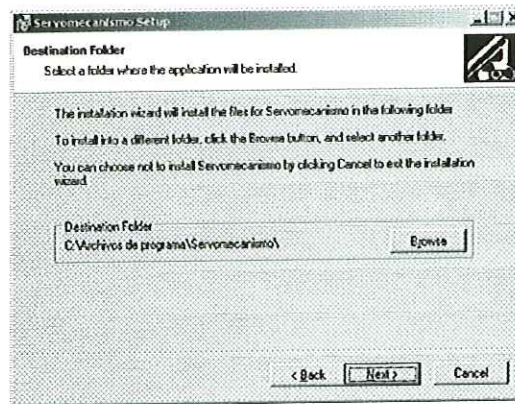 Servomecanismo Setup
Destination Folder
Select a folder where the application will be installed.
The installation wizard will install the files for Servomecanismo in the following folder
To install into a different folder, click the Browse button, and select another folder.
You can choose not to install Servomecanismo by clicking Cancel to exit the installation
wizard.
Destination Folder
C:\Archivos de programa\Servomecanismo\
Browse
< Back
Next >
Cancel